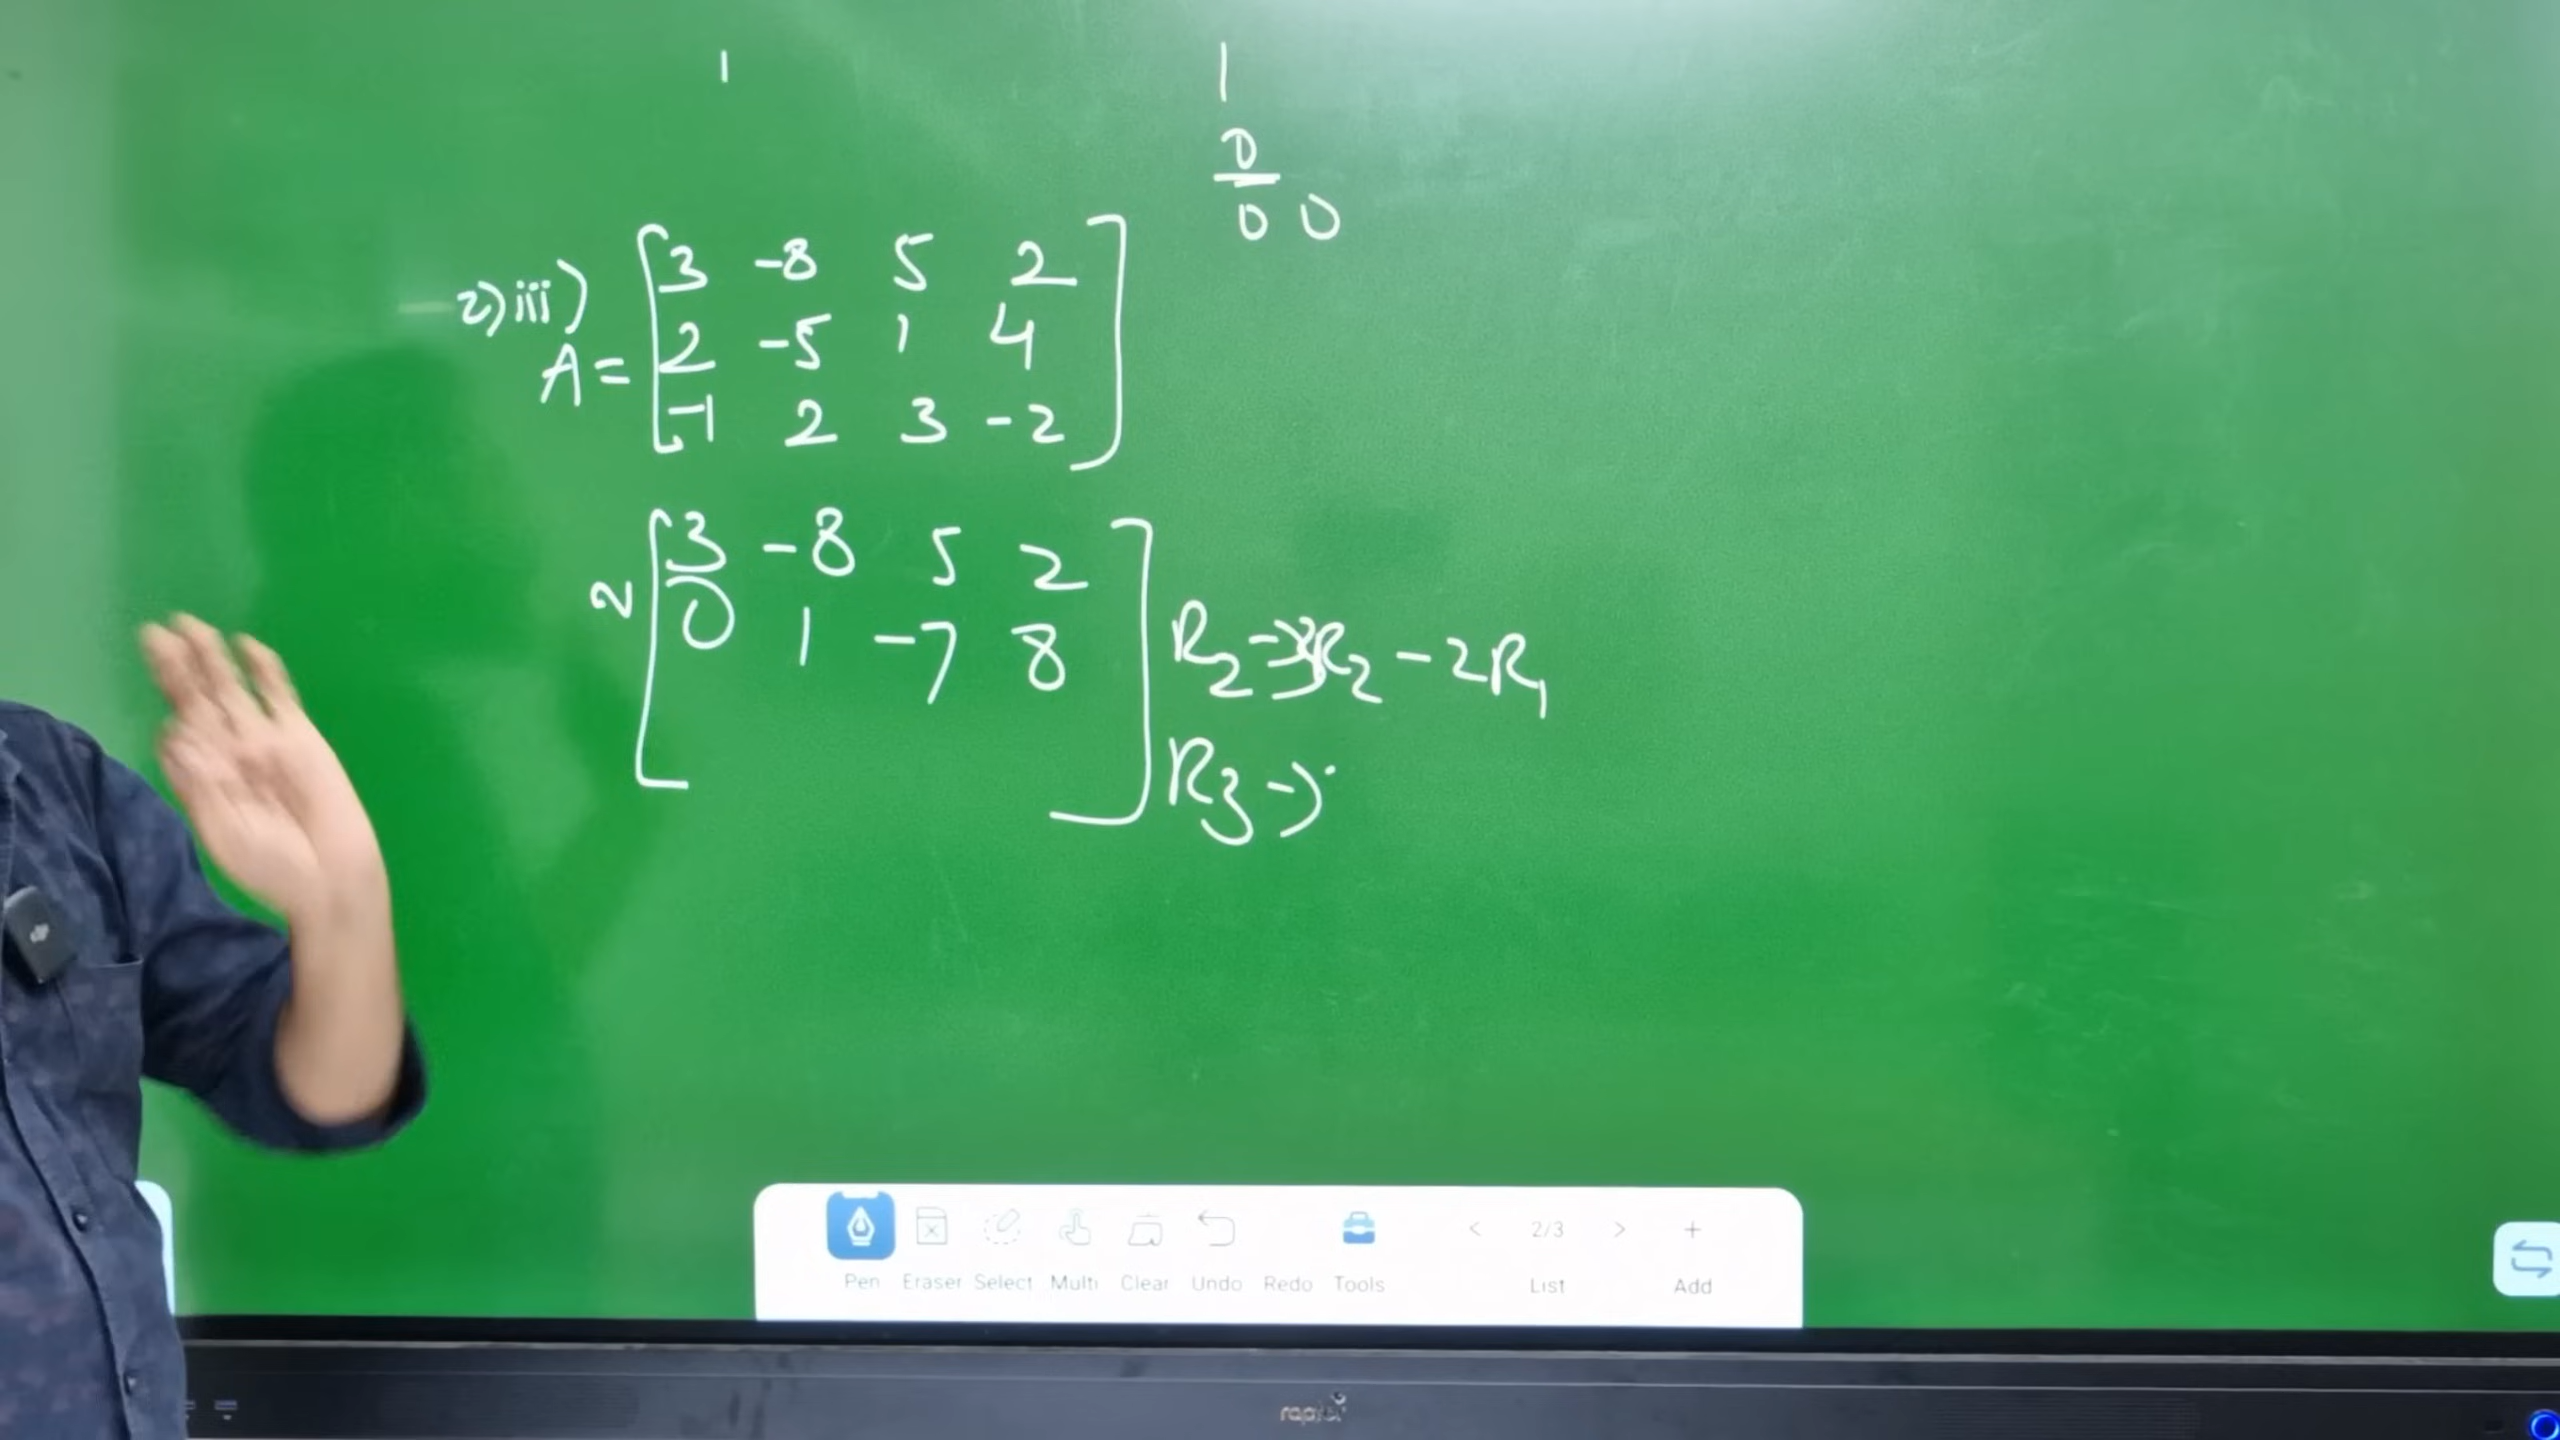 1 1
0
0 0
2) iii)
A = [3 -8 5 2
2 -5 1 4
-1 2 3 -2]
~ [3 -8 5 2
0 1 -7 8] R₂→3R₂-2R₁
R₃→
Pen Eraser Select Multi Clear Undo Redo Tools < 2/3 > + List Add